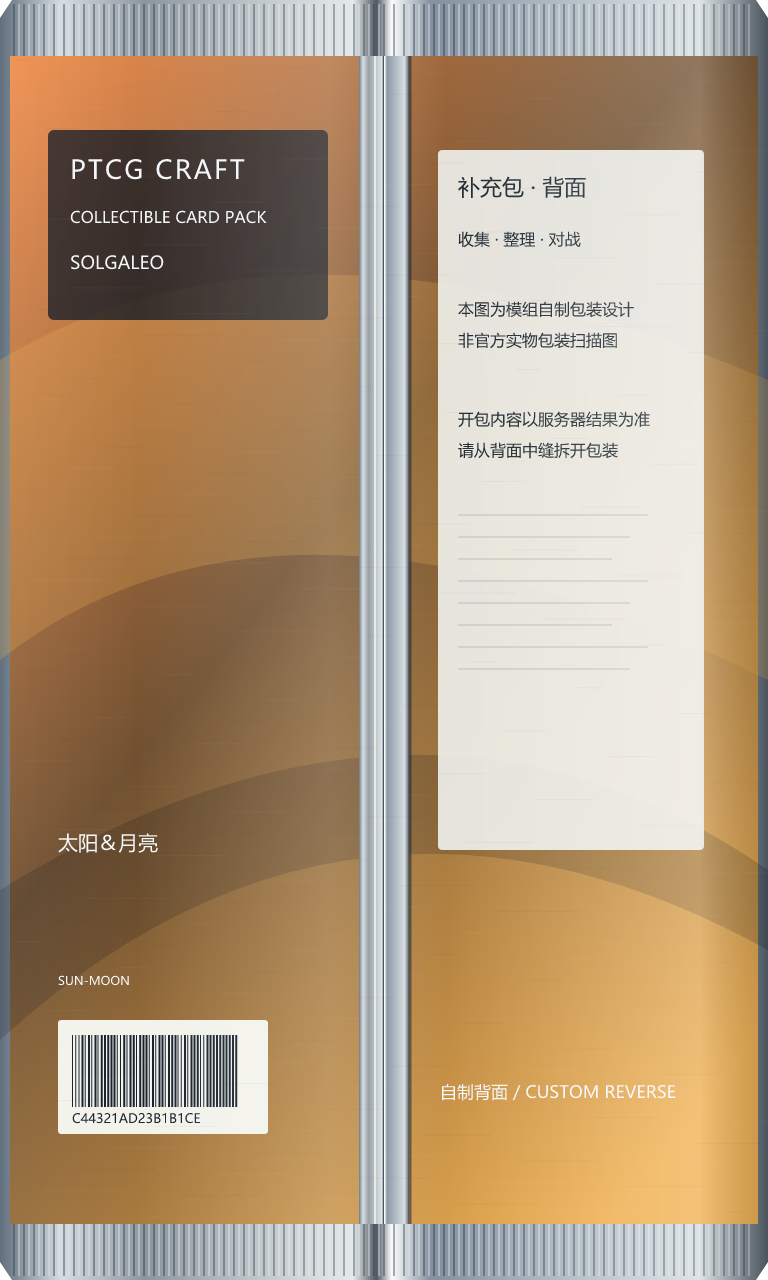 PTCG CRAFT
COLLECTIBLE CARD PACK
SOLGALEO
太阳&月亮
SUN-MOON
C44321AD23B1B1CE
补充包 · 背面
收集 · 整理 · 对战
本图为模组自制包装设计
非官方实物包装扫描图
开包内容以服务器结果为准
请从背面中缝拆开包装
自制背面 / CUSTOM REVERSE